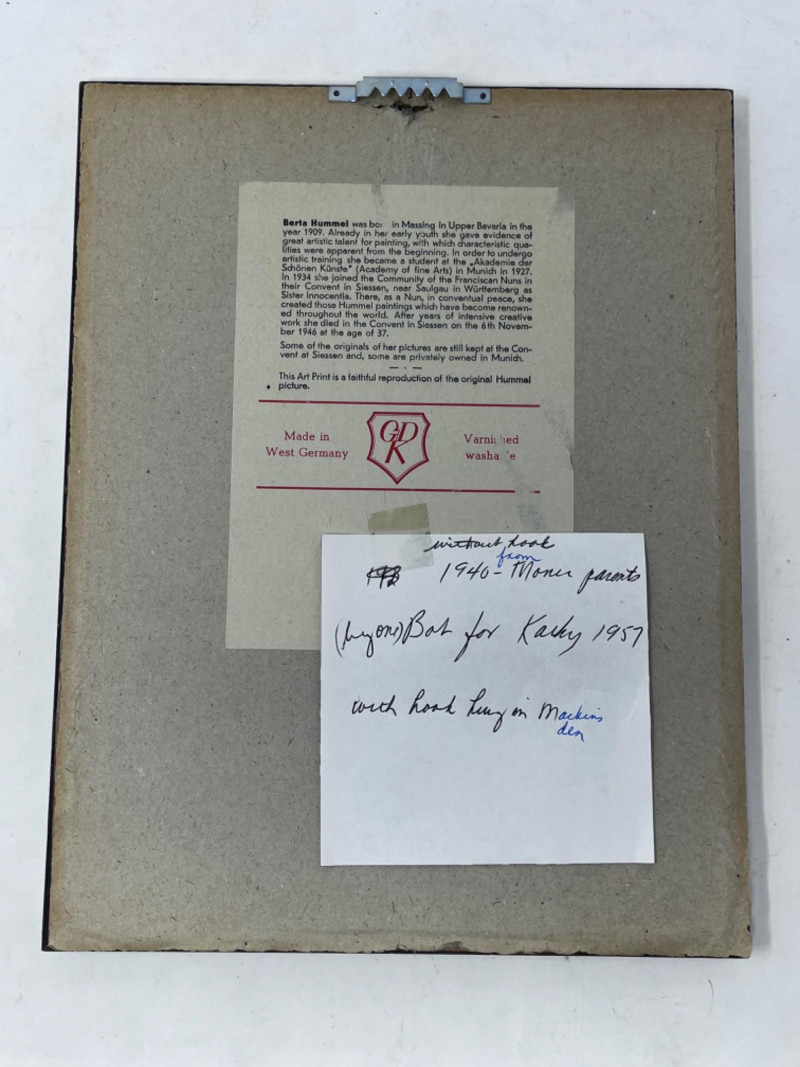 Berta Hummel was bo in Massing in Upper Bavaria in the
year 1909. Already in her early youth she gave evidence of
great artistic talent for painting, with which characteristic qua-
lities were apparent from the beginning. In order to undergo
artistic training she became a student at the „Akademie der
Schönen Künste" (Academy of fine Arts) in Munich in 1927.
In 1934 she joined the Community of the Franciscan Nuns in
their Convent in Siessen, near Saulgau in Württemberg as
Sister Innocentia. There, as a Nun, in conventual peace, she
created those Hummel paintings which have become renown-
ed throughout the world. After years of intensive creative
work she died in the Convent in Siessen on the 6th Novem-
ber 1946 at the age of 37.
Some of the originals of her pictures are still kept at the Con-
vent at Siessen and, some are privately owned in Munich.
This Art Print is a faithful reproduction of the original Hummel
picture.
Made in
West Germany
GDK
Varni hed
washa e
without hook
from
1940 - parents
for 1957
with hook hung in
den